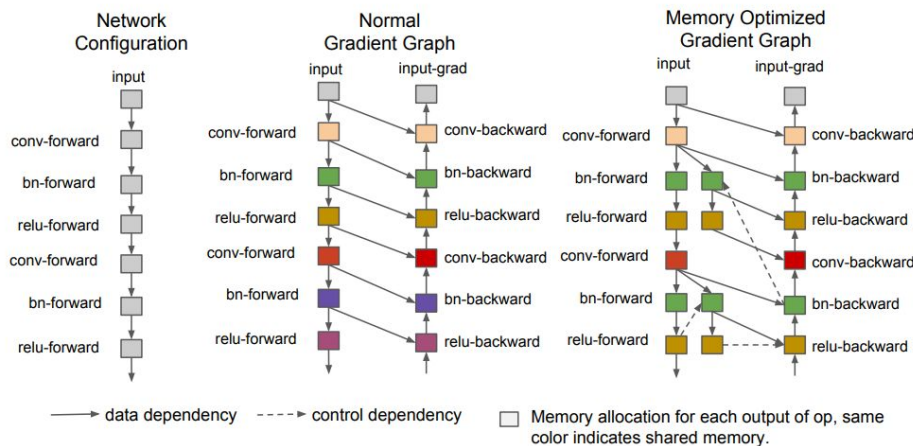 Network
Configuration
input
conv-forward
bn-forward
relu-forward
conv-forward
bn-forward
relu-forward
Normal
Gradient Graph
input input-grad
conv-forward conv-backward
bn-forward bn-backward
relu-forward relu-backward
conv-forward conv-backward
bn-forward bn-backward
relu-forward relu-backward
Memory Optimized
Gradient Graph
input input-grad
conv-forward conv-backward
bn-forward bn-backward
relu-forward relu-backward
conv-forward conv-backward
bn-forward bn-backward
relu-forward relu-backward
data dependency
control dependency
Memory allocation for each output of op, same
color indicates shared memory.